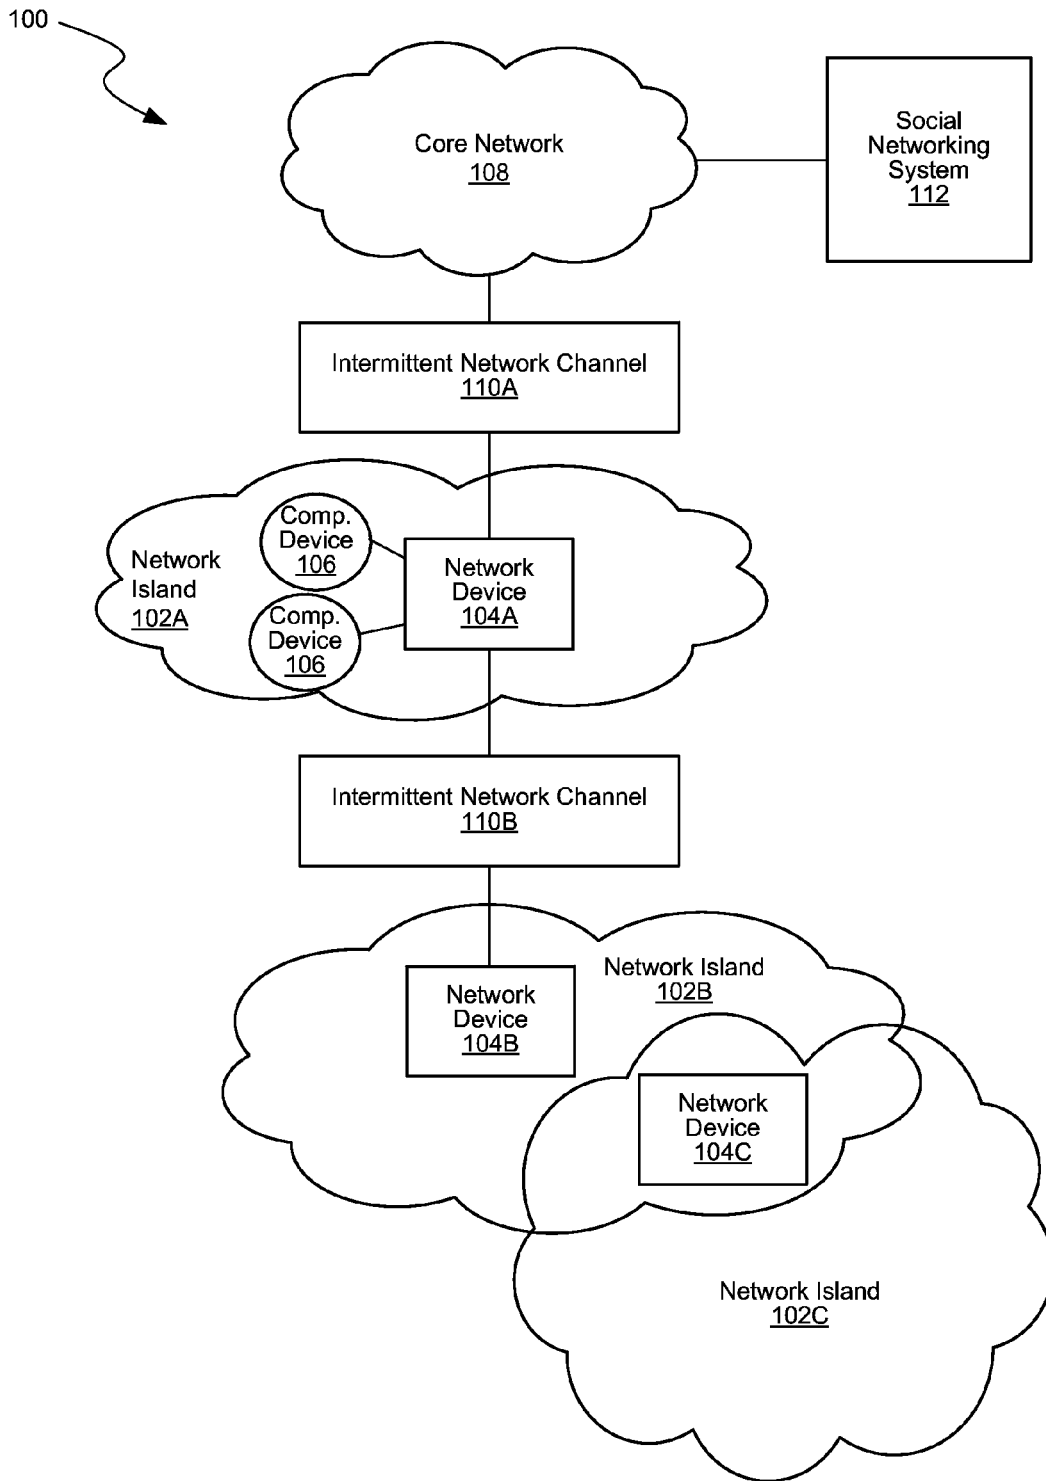 100
Core Network
108
Social
Networking
System
112
Intermittent Network Channel
110A
Comp.
Device
106
Network
Island
102A
Network
Device
104A
Comp.
Device
106
Intermittent Network Channel
110B
Network Island
102B
Network
Device
104B
Network
Device
104C
Network Island
102C